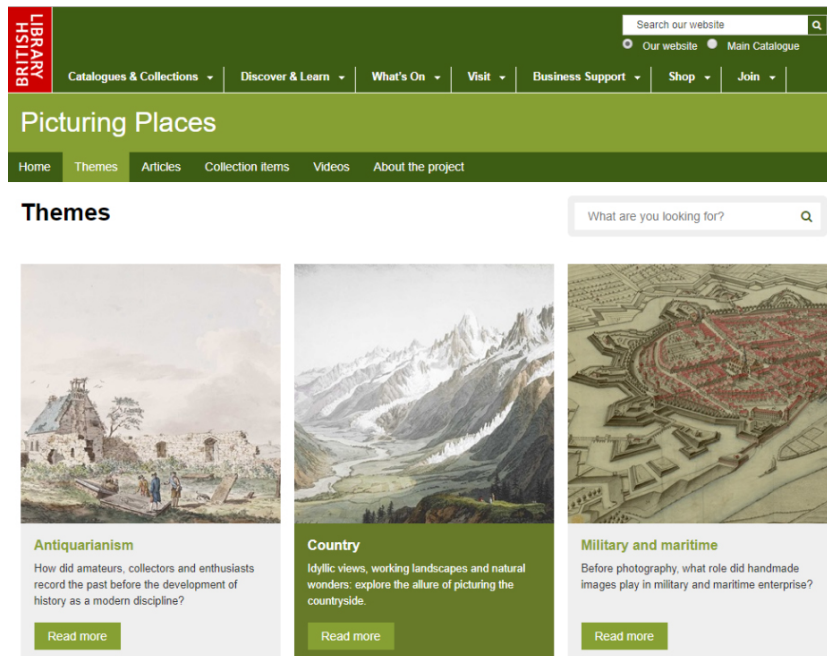 BRITISH
LIBRARY
Search our website
Our website Main Catalogue
Catalogues & Collections Discover & Learn What's On Visit Business Support Shop Join
Picturing Places
Home Themes Articles Collection items Videos About the project
Themes
What are you looking for?
Antiquarianism
How did amateurs, collectors and enthusiasts
record the past before the development of
history as a modern discipline?
Read more
Country
Idyllic views, working landscapes and natural
wonders: explore the allure of picturing the
countryside.
Read more
Military and maritime
Before photography, what role did handmade
images play in military and maritime enterprise?
Read more